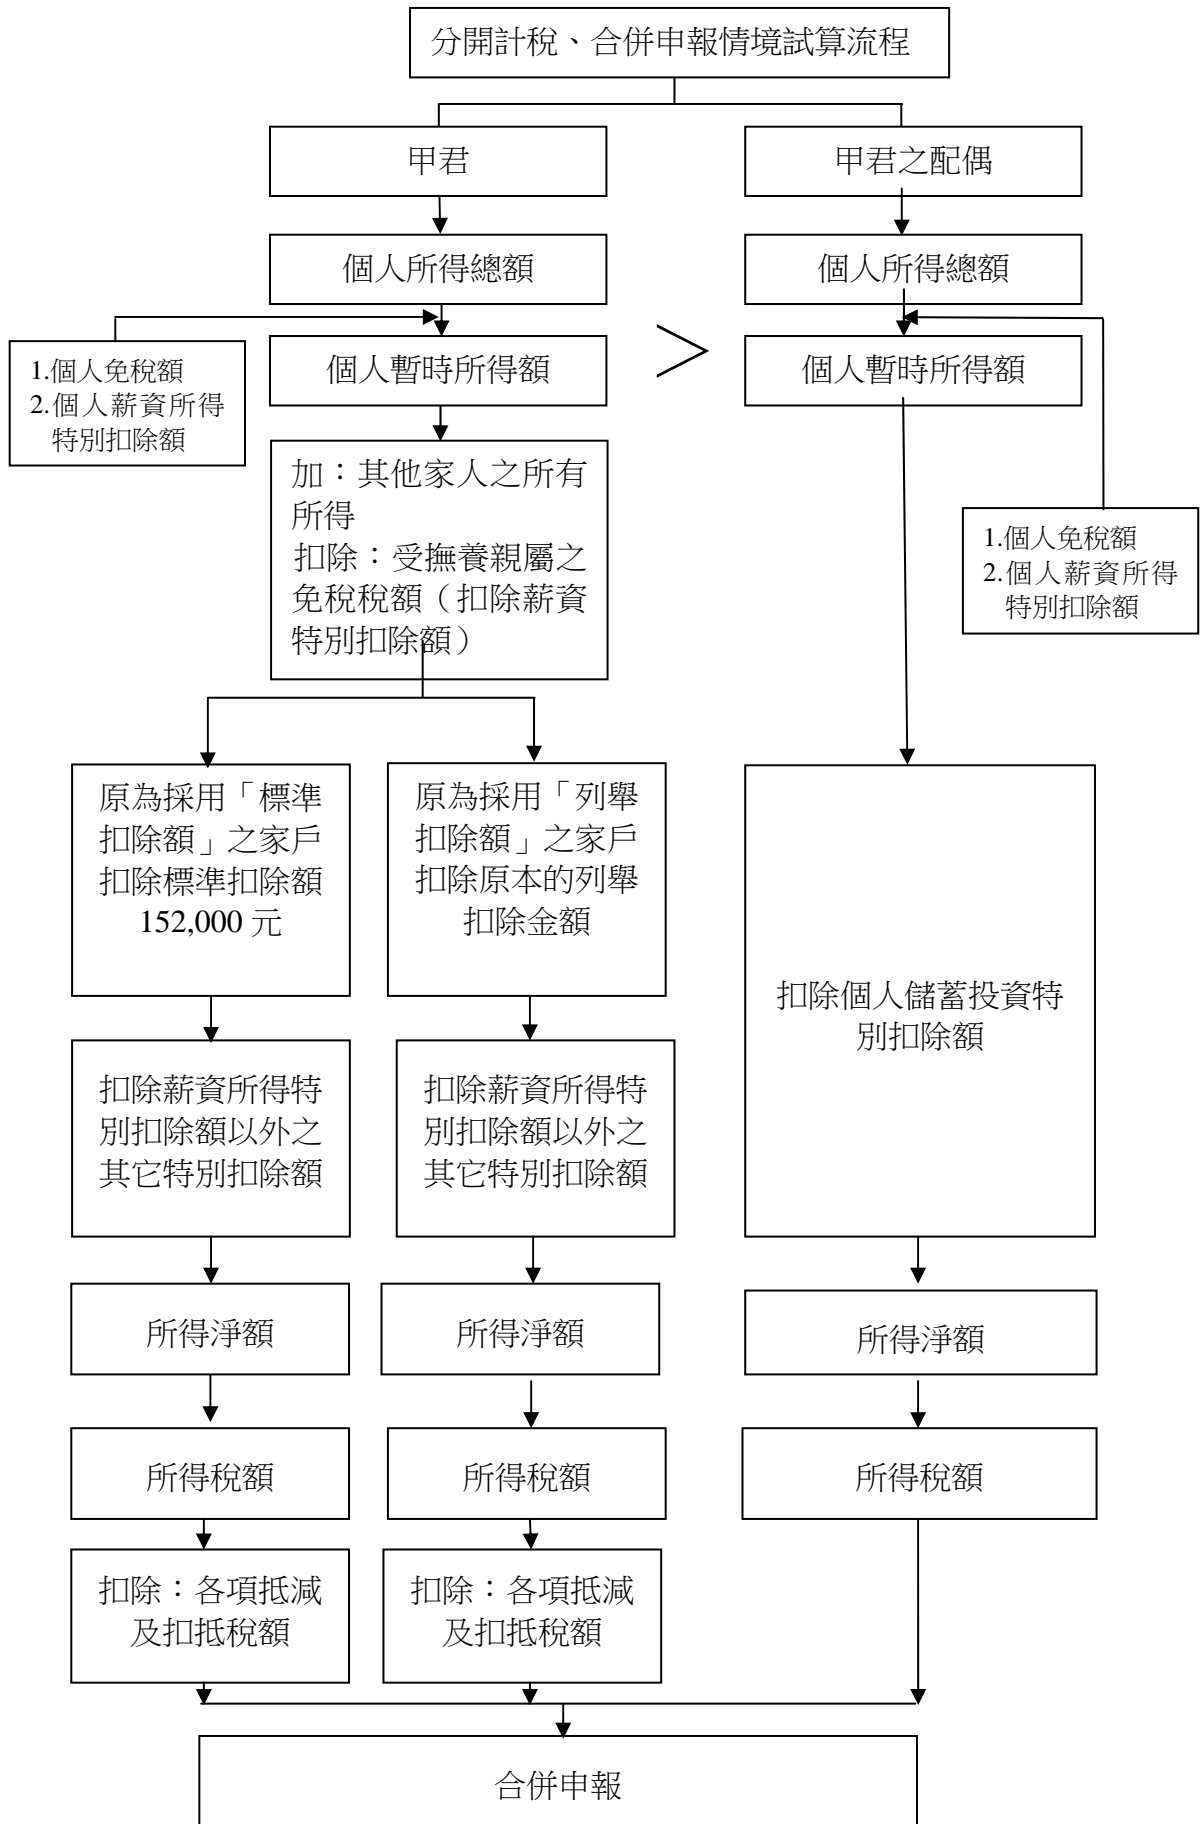 分開計稅、合併申報情境試算流程
甲君
甲君之配偶
個人所得總額
個人所得總額
1.個人免稅額
2.個人薪資所得
特別扣除額
個人暫時所得額
>
個人暫時所得額
加：其他家人之所有
所得
扣除：受撫養親屬之
免稅稅額（扣除薪資
特別扣除額）
1.個人免稅額
2.個人薪資所得
特別扣除額
原為採用「標準
扣除額」之家戶
扣除標準扣除額
152,000 元
原為採用「列舉
扣除額」之家戶
扣除原本的列舉
扣除金額
扣除個人儲蓄投資特
別扣除額
扣除薪資所得特
別扣除額以外之
其它特別扣除額
扣除薪資所得特
別扣除額以外之
其它特別扣除額
所得淨額
所得淨額
所得淨額
所得稅額
所得稅額
所得稅額
扣除：各項抵減
及扣抵稅額
扣除：各項抵減
及扣抵稅額
合併申報